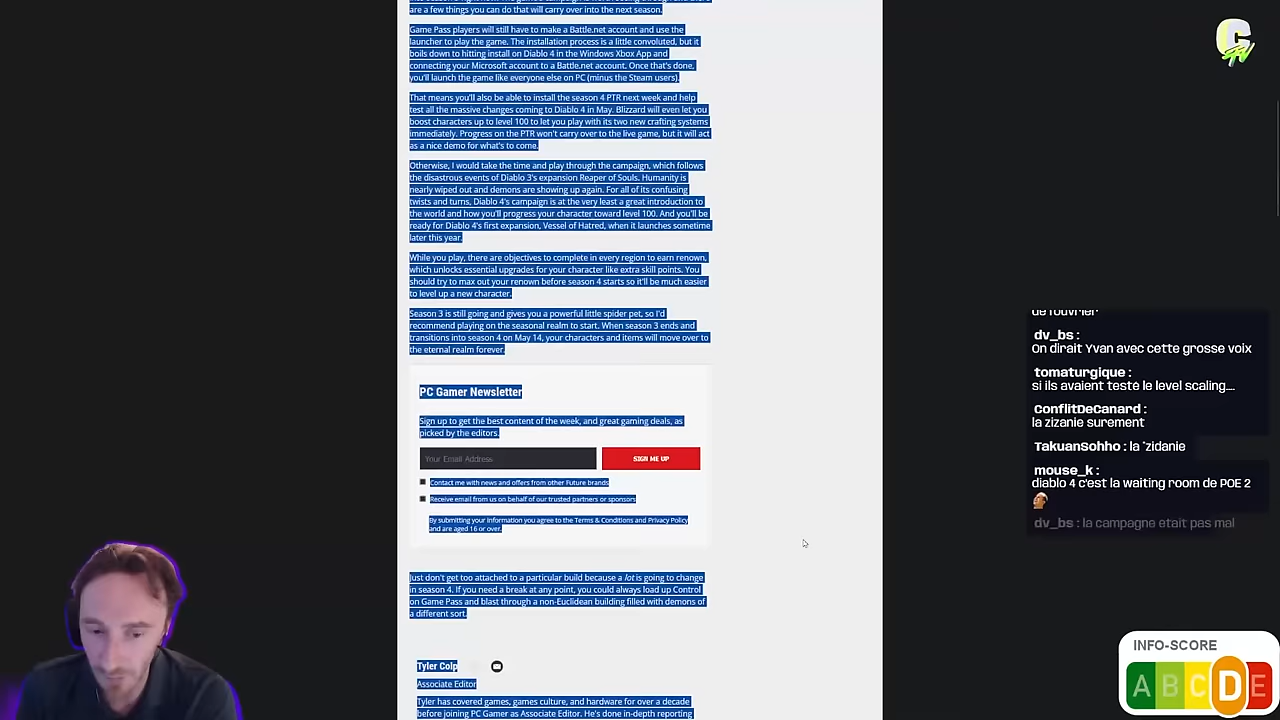 are a few things you can do that will carry over into the next season.
Game Pass players will still have to make a Battle.net account and use the
launcher to play the game. The installation process is a little convoluted, but it
boils down to hitting install on Diablo 4 in the Windows Xbox App and
connecting your Microsoft account to a Battle.net account. Once that's done,
you'll launch the game like everyone else on PC (minus the Steam users).
That means you'll also be able to install the season 4 PTR next week and help
test all the massive changes coming to Diablo 4 in May. Blizzard will even let you
boost characters up to level 100 to let you play with its two new crafting systems
immediately. Progress on the PTR won't carry over to the live game, but it will act
as a nice demo for what's to come.
Otherwise, I would take the time and play through the campaign, which follows
the disastrous events of Diablo 3's expansion Reaper of Souls. Humanity is
nearly wiped out and demons are showing up again. For all of its confusing
twists and turns, Diablo 4's campaign is at the very least a great introduction to
the world and how you'll progress your character toward level 100. And you'll be
ready for Diablo 4's first expansion, Vessel of Hatred, when it launches sometime
later this year.
While you play, there are objectives to complete in every region to earn renown,
which unlocks essential upgrades for your character like extra skill points. You
should try to max out your renown before season 4 starts so it'll be much easier
to level up a new character.
Season 3 is still going and gives you a powerful little spider pet, so I'd
recommend playing on the seasonal realm to start. When season 3 ends and
transitions into season 4 on May 14, your characters and items will move over to
the eternal realm forever.
PC Gamer Newsletter
Sign up to get the best content of the week, and great gaming deals, as
picked by the editors.
Your Email Address
SIGN ME UP
Contact me with news and offers from other Future brands
Receive email from us on behalf of our trusted partners or sponsors
By submitting your information you agree to the Terms & Conditions and Privacy Policy
and are aged 16 or over.
Just don't get too attached to a particular build because a lot is going to change
in season 4. If you need a break at any point, you could always load up Control
on Game Pass and blast through a non-Euclidean building filled with demons of
a different sort.
Tyler Colp
Associate Editor
Tyler has covered games, games culture, and hardware for over a decade
before joining PC Gamer as Associate Editor. He's done in-depth reporting
de l'ouvrier
dv_bs :
On dirait Yvan avec cette grosse voix
tomaturgique :
si ils avaient testé le level scaling...
ConflitDeCanard :
la zizanie surement
TakuanSohho : la 'zidanie
mouse_k :
diablo 4 c'est la waiting room de POE 2
dv_bs : la campagne était pas mal
INFO-SCORE
A B C D E